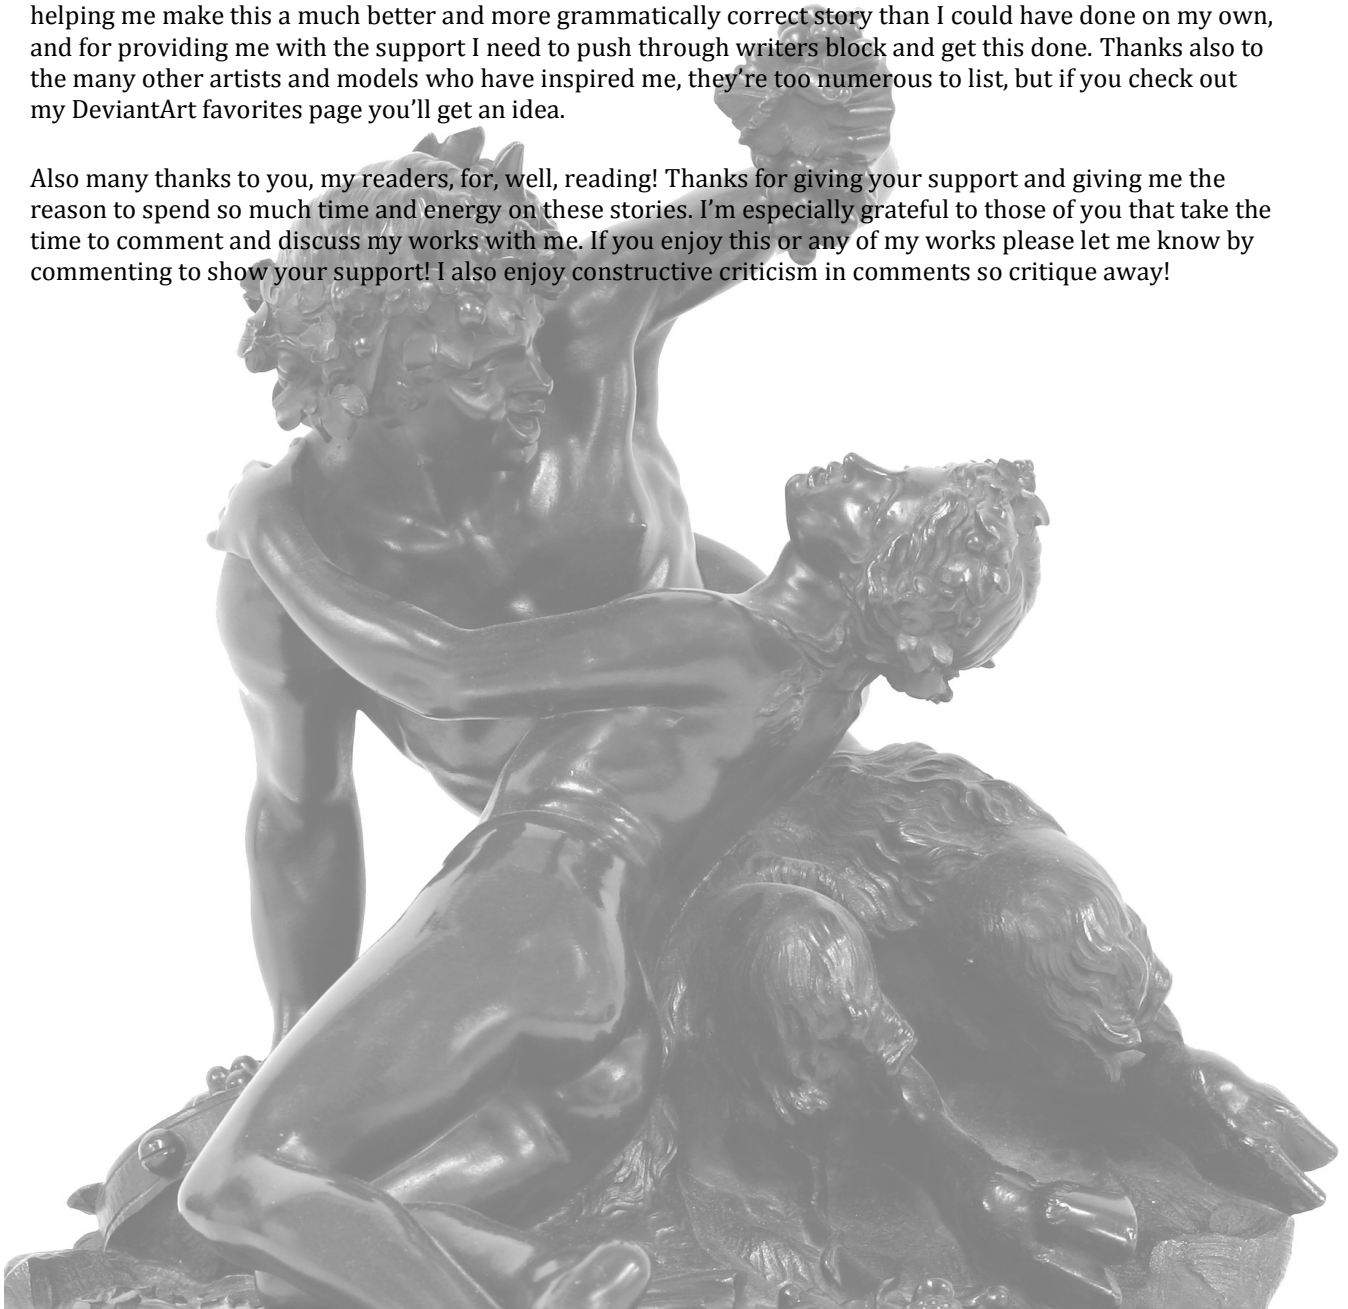 helping me make this a much better and more grammatically correct story than I could have done on my own,
and for providing me with the support I need to push through writers block and get this done. Thanks also to
the many other artists and models who have inspired me, they’re too numerous to list, but if you check out
my DeviantArt favorites page you’ll get an idea.
Also many thanks to you, my readers, for, well, reading! Thanks for giving your support and giving me the
reason to spend so much time and energy on these stories. I’m especially grateful to those of you that take the
time to comment and discuss my works with me. If you enjoy this or any of my works please let me know by
commenting to show your support! I also enjoy constructive criticism in comments so critique away!